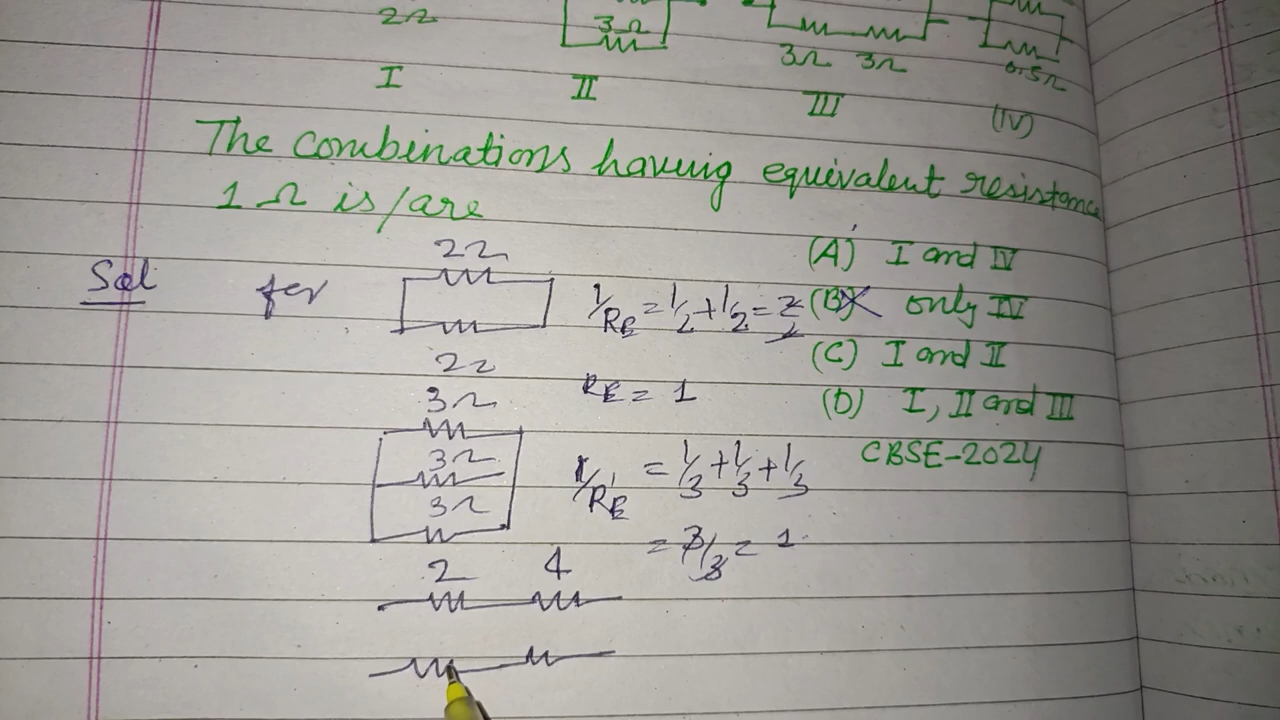 2Ω 3Ω 3Ω 3Ω 0.5Ω
I II III (IV)
The combinations having equivalent resistance
1 Ω is/are
(A) I and IV
(B) only IV
(C) I and II
(D) I, II and III
CBSE-2024
Sol for
2Ω
2Ω
1/RE = 1/2 + 1/2 = 2/2
RE = 1
3Ω
3Ω
3Ω
1/RE = 1/3 + 1/3 + 1/3
= 3/3 = 1
2 4